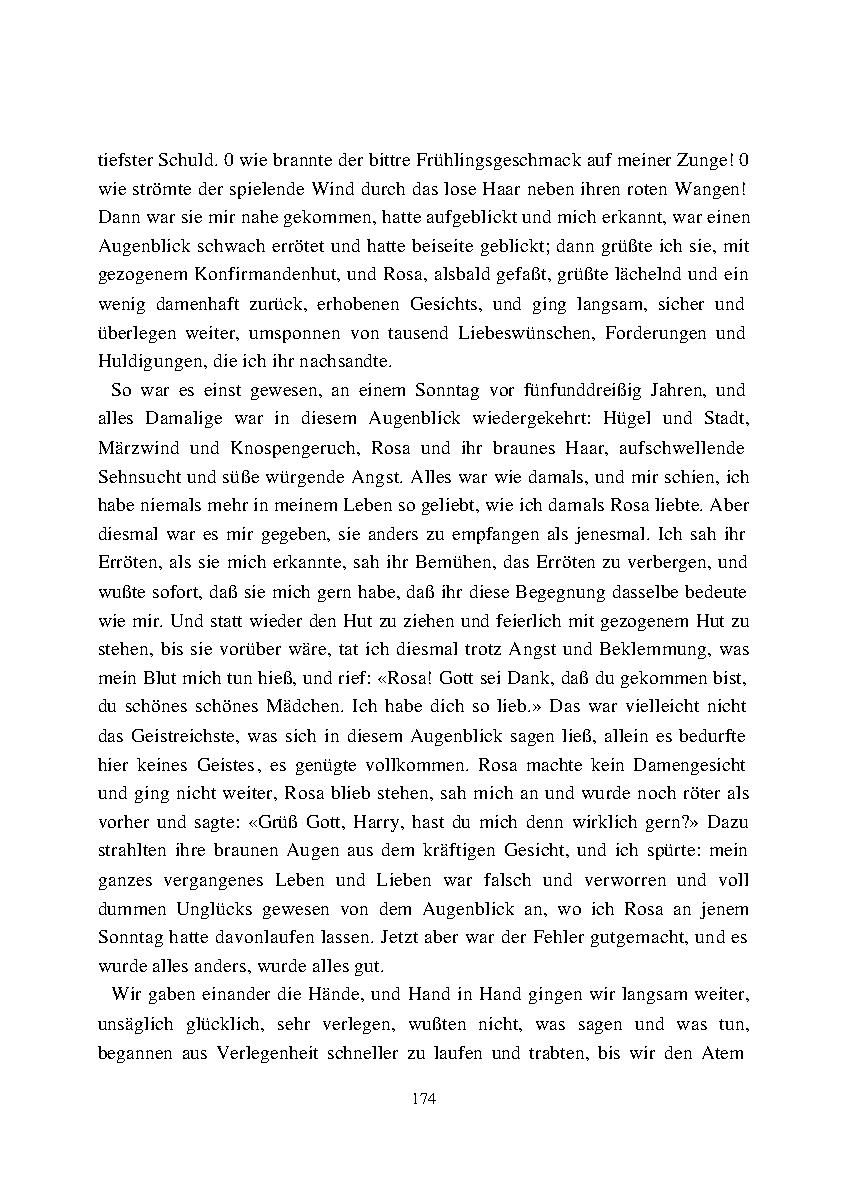 tiefster Schuld. 0 wie brannte der bittre Frühlingsgeschmack auf meiner Zunge! 0
wie strömte der spielende Wind durch das lose Haar neben ihren roten Wangen!
Dann war sie mir nahe gekommen, hatte aufgeblickt und mich erkannt, war einen
Augenblick schwach errötet und hatte beiseite geblickt; dann grüßte ich sie, mit
gezogenem Konfirmandenhut, und Rosa, alsbald gefaßt, grüßte lächelnd und ein
wenig damenhaft zurück, erhobenen Gesichts, und ging langsam, sicher und
überlegen weiter, umsponnen von tausend Liebeswünschen, Forderungen und
Huldigungen, die ich ihr nachsandte.
So war es einst gewesen, an einem Sonntag vor fünfunddreißig Jahren, und
alles Damalige war in diesem Augenblick wiedergekehrt: Hügel und Stadt,
Märzwind und Knospengeruch, Rosa und ihr braunes Haar, aufschwellende
Sehnsucht und süße würgende Angst. Alles war wie damals, und mir schien, ich
habe niemals mehr in meinem Leben so geliebt, wie ich damals Rosa liebte. Aber
diesmal war es mir gegeben, sie anders zu empfangen als jenesmal. Ich sah ihr
Erröten, als sie mich erkannte, sah ihr Bemühen, das Erröten zu verbergen, und
wußte sofort, daß sie mich gern habe, daß ihr diese Begegnung dasselbe bedeute
wie mir. Und statt wieder den Hut zu ziehen und feierlich mit gezogenem Hut zu
stehen, bis sie vorüber wäre, tat ich diesmal trotz Angst und Beklemmung, was
mein Blut mich tun hieß, und rief: «Rosa! Gott sei Dank, daß du gekommen bist,
du schönes schönes Mädchen. Ich habe dich so lieb.» Das war vielleicht nicht
das Geistreichste, was sich in diesem Augenblick sagen ließ, allein es bedurfte
hier keines Geistes, es genügte vollkommen. Rosa machte kein Damengesicht
und ging nicht weiter, Rosa blieb stehen, sah mich an und wurde noch röter als
vorher und sagte: «Grüß Gott, Harry, hast du mich denn wirklich gern?» Dazu
strahlten ihre braunen Augen aus dem kräftigen Gesicht, und ich spürte: mein
ganzes vergangenes Leben und Lieben war falsch und verworren und voll
dummen Unglücks gewesen von dem Augenblick an, wo ich Rosa an jenem
Sonntag hatte davonlaufen lassen. Jetzt aber war der Fehler gutgemacht, und es
wurde alles anders, wurde alles gut.
Wir gaben einander die Hände, und Hand in Hand gingen wir langsam weiter,
unsäglich glücklich, sehr verlegen, wußten nicht, was sagen und was tun,
begannen aus Verlegenheit schneller zu laufen und trabten, bis wir den Atem
174